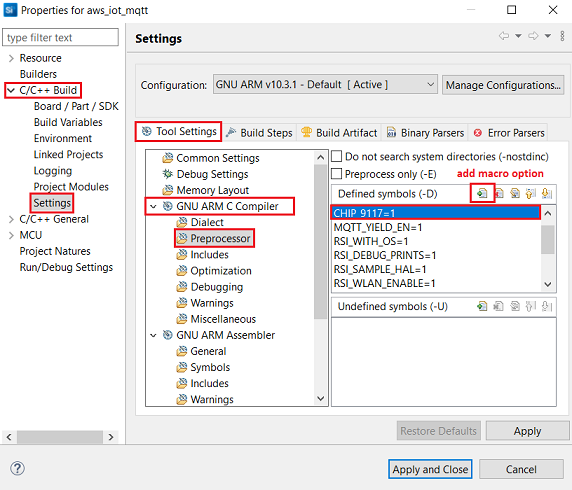 Properties for aws_iot_mqtt
type filter text
Settings
Resource
Builders
C/C++ Build
Board / Part / SDK
Build Variables
Environment
Linked Projects
Logging
Project Modules
Settings
C/C++ General
MCU
Project Natures
Run/Debug Settings
Configuration:
GNU ARM v10.3.1 - Default [ Active ]
Manage Configurations...
Tool Settings
Build Steps
Build Artifact
Binary Parsers
Error Parsers
Common Settings
Debug Settings
Memory Layout
GNU ARM C Compiler
Dialect
Preprocessor
Includes
Optimization
Debugging
Warnings
Miscellaneous
GNU ARM Assembler
General
Symbols
Includes
Warnings
Do not search system directories (-nostdinc)
Preprocess only (-E)
add macro option
Defined symbols (-D)
CHIP_9117=1
MQTT_YIELD_EN=1
RSI_WITH_OS=1
RSI_DEBUG_PRINTS=1
RSI_SAMPLE_HAL=1
RSI_WLAN_ENABLE=1
Undefined symbols (-U)
Restore Defaults
Apply
Apply and Close
Cancel